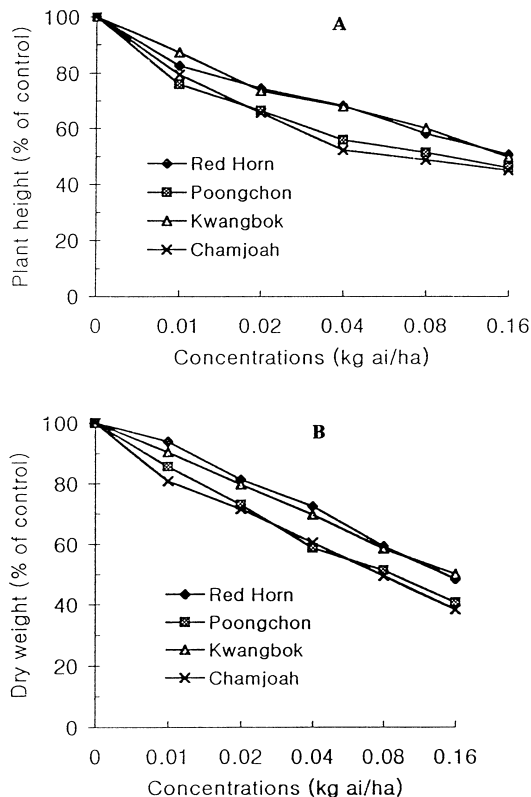 A
100
80
60
40
20
0
Plant height (% of control)
Red Horn
Poongchon
Kwangbok
Chamjoah
0 0.01 0.02 0.04 0.08 0.16
Concentrations (kg ai/ha)
B
100
80
60
40
20
0
Dry weight (% of control)
Red Horn
Poongchon
Kwangbok
Chamjoah
0 0.01 0.02 0.04 0.08 0.16
Concentrations (kg ai/ha)